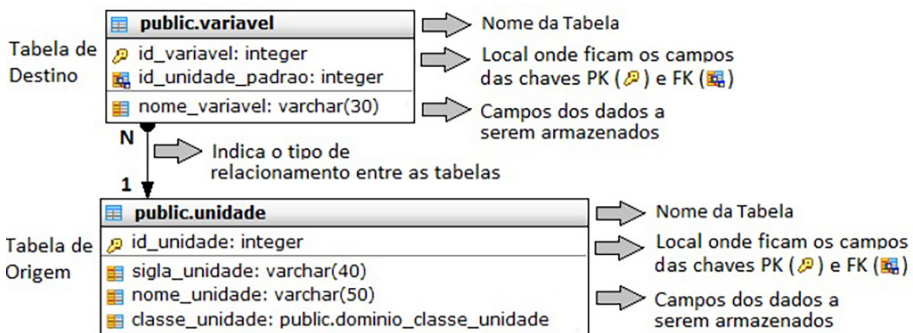 public.variavel
Nome da Tabela
Tabela de
Destino
id_variavel: integer
id_unidade_padrao: integer
Local onde ficam os campos
das chaves PK ( ) e FK ( )
nome_variavel: varchar(30)
Campos dos dados a
serem armazenados
N
Indica o tipo de
relacionamento entre as tabelas
1
public.unidade
Nome da Tabela
Tabela de
Origem
id_unidade: integer
Local onde ficam os campos
das chaves PK ( ) e FK ( )
sigla_unidade: varchar(40)
nome_unidade: varchar(50)
classe_unidade: public.dominio_classe_unidade
Campos dos dados a
serem armazenados